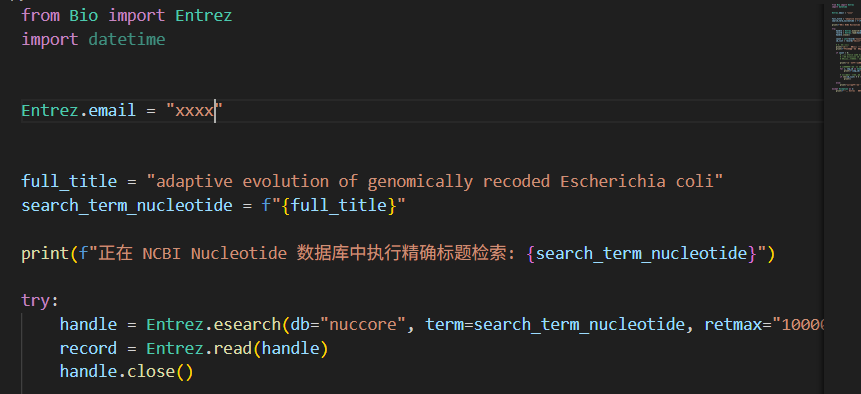 from Bio import Entrez
import datetime
Entrez.email = "xxxx"
full_title = "adaptive evolution of genomically recoded Escherichia coli"
search_term_nucleotide = f"{full_title}"
print(f"正在 NCBI Nucleotide 数据库中执行精确标题检索: {search_term_nucleotide}")
try:
handle = Entrez.esearch(db="nuccore", term=search_term_nucleotide, retmax="1000
record = Entrez.read(handle)
handle.close()